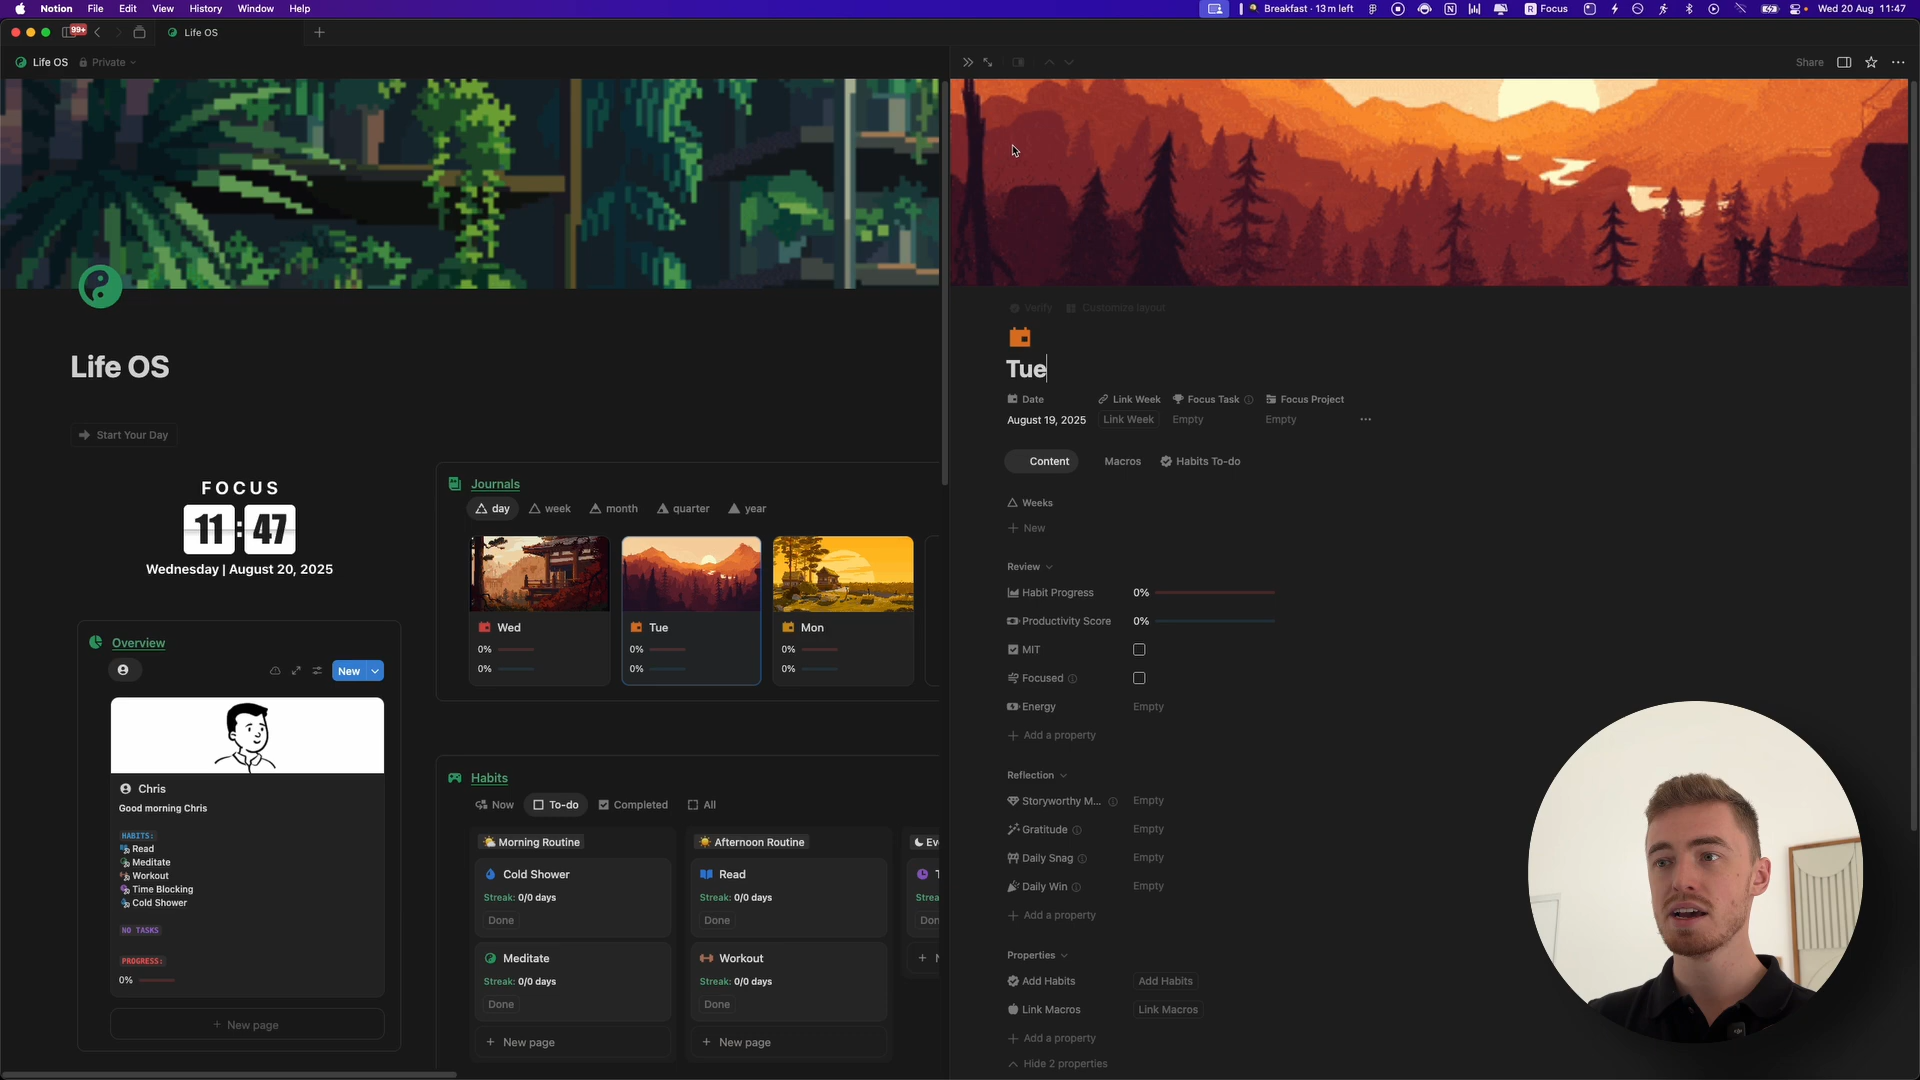 Notion File Edit View History Window Help
Breakfast · 13m left
Focus
Wed 20 Aug 11:47
99+
Life OS
Life OS Private
Share
Life OS
Start Your Day
FOCUS
11:47
Wednesday | August 20, 2025
Overview
New
Chris
Good morning Chris
HABITS:
Read
Meditate
Workout
Time Blocking
Cold Shower
NO TASKS
PROGRESS:
0%
+ New page
Journals
day week month quarter year
Wed
0%
0%
Tue
0%
0%
Mon
0%
0%
Habits
Now To-do Completed All
Morning Routine
Cold Shower
Streak: 0/0 days
Done
Meditate
Streak: 0/0 days
Done
+ New page
Afternoon Routine
Read
Streak: 0/0 days
Done
Workout
Streak: 0/0 days
Done
+ New page
Verify Customize layout
Tue
Date Link Week Focus Task Focus Project
August 19, 2025 Link Week Empty Empty
Content Macros Habits To-do
Weeks
+ New
Review
Habit Progress 0%
Productivity Score 0%
MIT
Focused
Energy Empty
+ Add a property
Reflection
Storyworthy M... Empty
Gratitude Empty
Daily Snag Empty
Daily Win Empty
+ Add a property
Properties
Add Habits Add Habits
Link Macros Link Macros
+ Add a property
Hide 2 properties